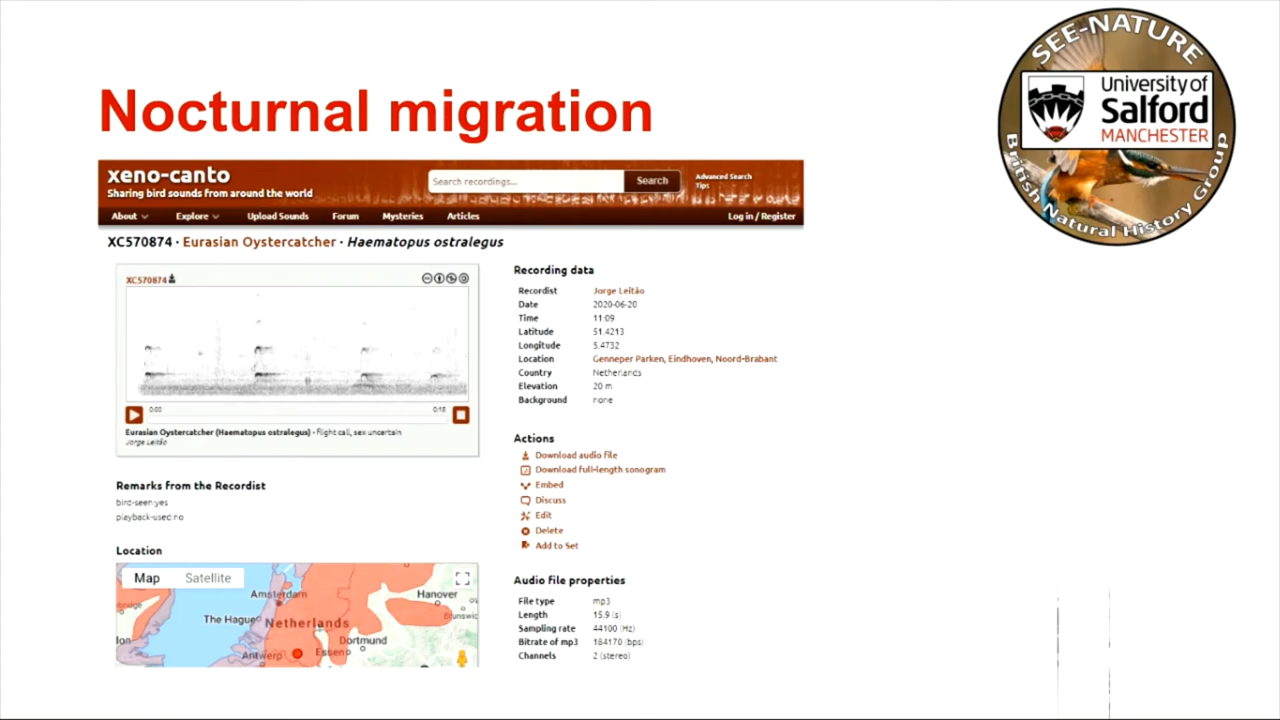 Nocturnal migration
SEE-NATURE
University of
Salford
MANCHESTER
British Natural History Group
xeno-canto
Sharing bird sounds from around the world
Search recordings...
Search
Advanced Search
Tips
About
Explore
Upload Sounds
Forum
Mysteries
Articles
Log in / Register
XC570874 · Eurasian Oystercatcher · Haematopus ostralegus
XC570874
0:00
Eurasian Oystercatcher (Haematopus ostralegus) · flight call, sex uncertain
Jorge Leitão
Remarks from the Recordist
bird-seen:yes
playback-used:no
Location
Map Satellite
Amsterdam
Hanover
The Hague
Netherlands
Dortmund
Antwerp
Essen
Recording data
Recordist Jorge Leitão
Date 2020-06-20
Time 11:09
Latitude 51.4213
Longitude 5.4732
Location Genneper Parken, Eindhoven, Noord-Brabant
Country Netherlands
Elevation 20 m
Background none
Actions
Download audio file
Download full-length sonogram
Embed
Discuss
Edit
Delete
Add to Set
Audio file properties
File type mp3
Length 15.9 (s)
Sampling rate 44100 (Hz)
Bitrate of mp3 184170 (bps)
Channels 2 (stereo)